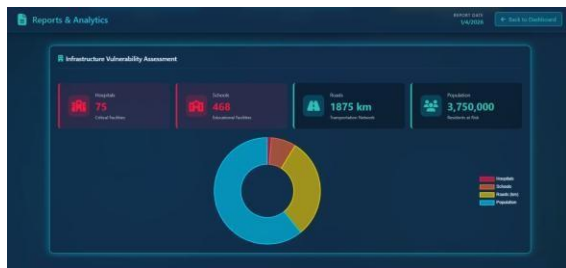 Reports & Analytics
REPORT DATE
1/4/2026
← Back to Dashboard
Infrastructure Vulnerability Assessment
Hospitals
75
Critical Facilities
Schools
468
Educational Facilities
Roads
1875 km
Transportation Network
Population
3,750,000
Residents at Risk
Hospitals
Schools
Roads (km)
Population